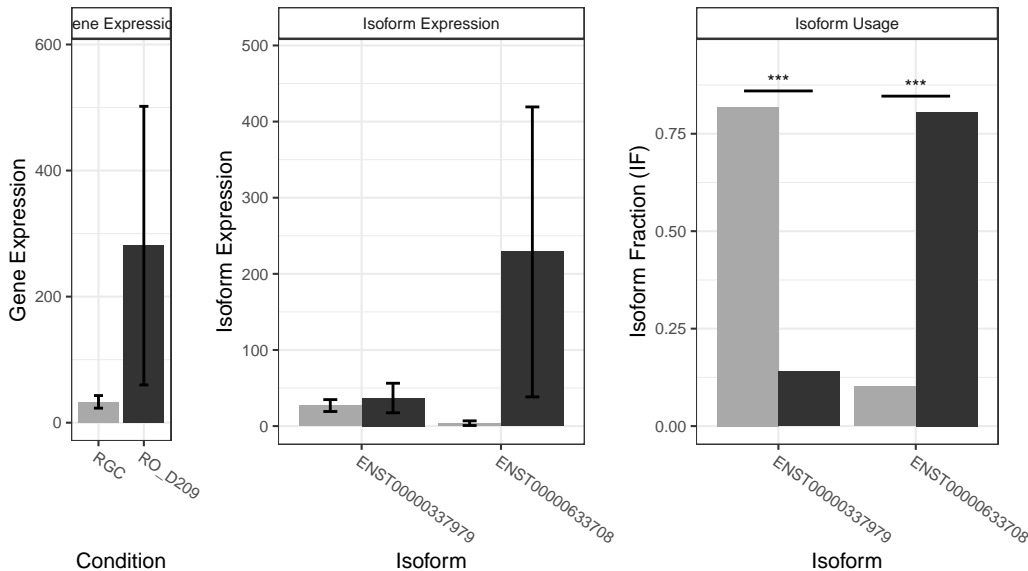 ene Expressio
Gene Expression
600
400
200
0
RGC
RO_D209
Condition
Isoform Expression
Isoform Expression
500
400
300
200
100
0
ENST00000337979
ENST00000633708
Isoform
Isoform Usage
Isoform Fraction (IF)
***
***
0.75
0.50
0.25
0.00
ENST00000337979
ENST00000633708
Isoform